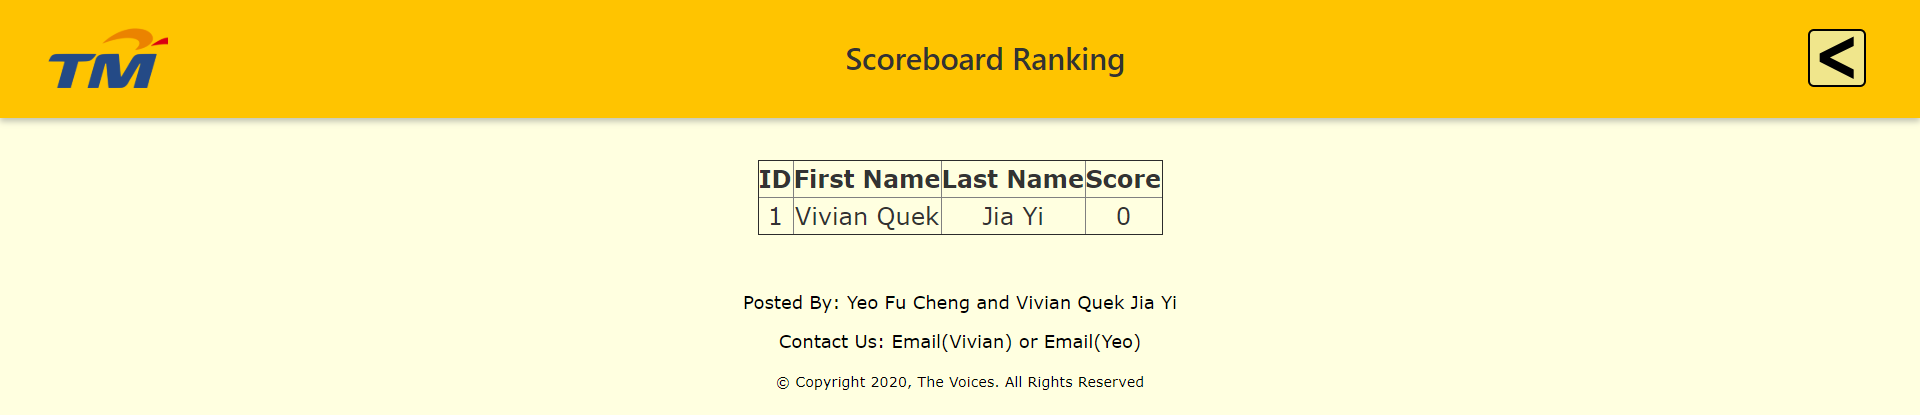 TM
Scoreboard Ranking
<
ID First Name Last Name Score
1 Vivian Quek Jia Yi 0
Posted By: Yeo Fu Cheng and Vivian Quek Jia Yi
Contact Us: Email(Vivian) or Email(Yeo)
© Copyright 2020, The Voices. All Rights Reserved